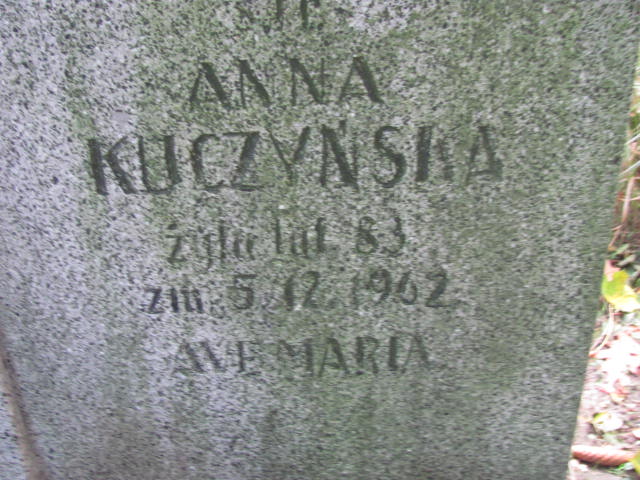 ANNA
KUCZYŃSKA
żyła lat 83
zm. 5.12.1962
AVE MARIA